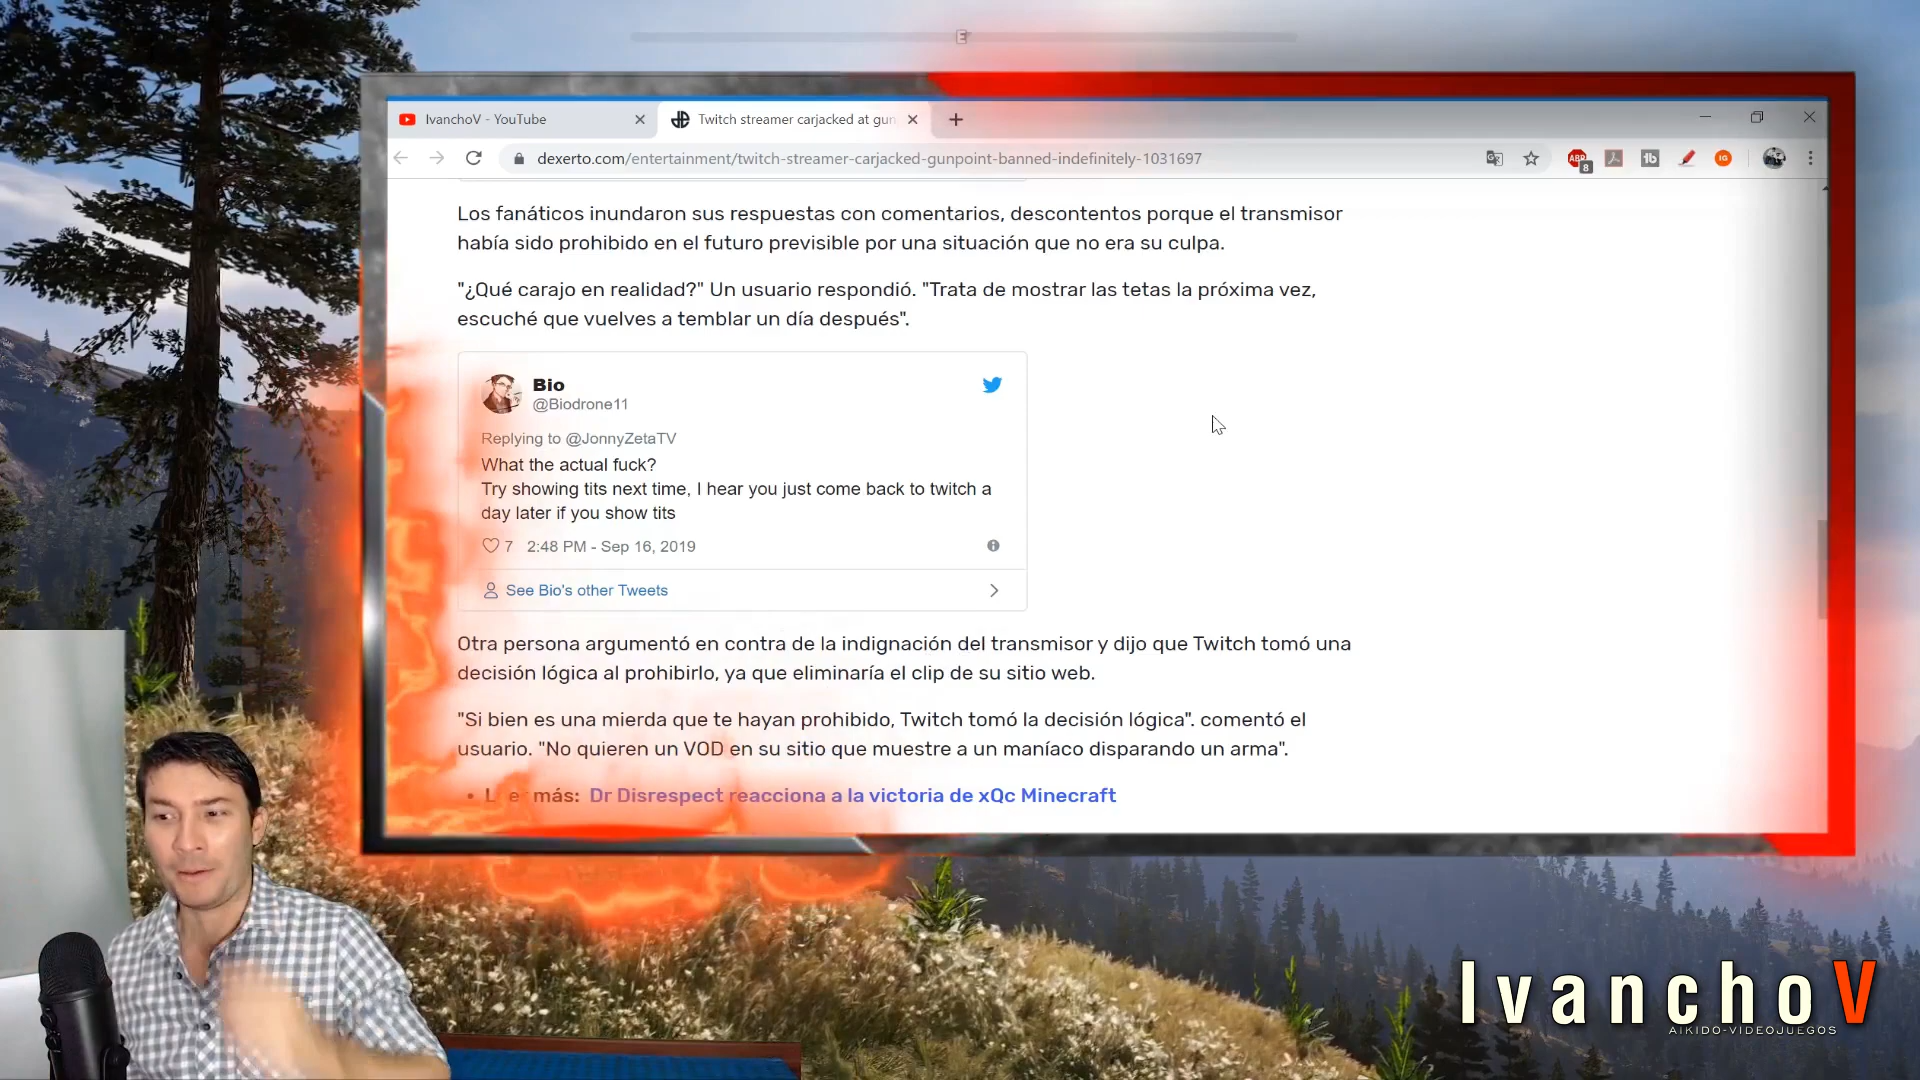 IvanchoV - YouTube
Twitch streamer carjacked at gun
dexerto.com/entertainment/twitch-streamer-carjacked-gunpoint-banned-indefinitely-1031697
ABP
8
tb
IG
Los fanáticos inundaron sus respuestas con comentarios, descontentos porque el transmisor
había sido prohibido en el futuro previsible por una situación que no era su culpa.
"¿Qué carajo en realidad?" Un usuario respondió. "Trata de mostrar las tetas la próxima vez,
escuché que vuelves a temblar un día después".
Bio
@Biodrone11
Replying to @JonnyZetaTV
What the actual fuck?
Try showing tits next time, I hear you just come back to twitch a
day later if you show tits
7 2:48 PM - Sep 16, 2019
See Bio's other Tweets
Otra persona argumentó en contra de la indignación del transmisor y dijo que Twitch tomó una
decisión lógica al prohibirlo, ya que eliminaría el clip de su sitio web.
"Si bien es una mierda que te hayan prohibido, Twitch tomó la decisión lógica". comentó el
usuario. "No quieren un VOD en su sitio que muestre a un maníaco disparando un arma".
• Leer más: Dr Disrespect reacciona a la victoria de xQc Minecraft
IvanchoV
AIKIDO-VIDEOJUEGOS